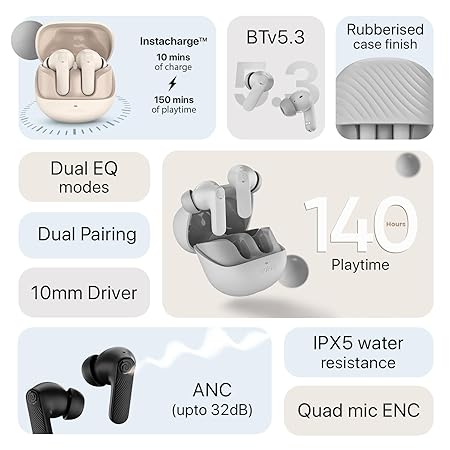 Instacharge™
10 mins
of charge
150 mins
of playtime
BTv5.3
5 3
Rubberised
case finish
Dual EQ
modes
Dual Pairing
10mm Driver
140
Hours
Playtime
ANC
(upto 32dB)
IPX5 water
resistance
Quad mic ENC